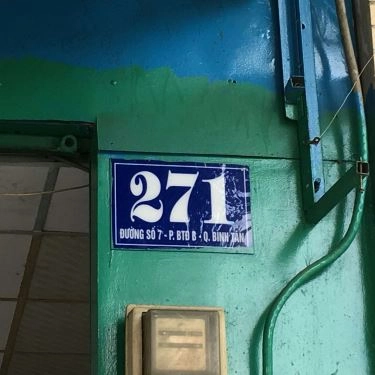 271
ĐƯỜNG SỐ 7 - P. BTĐ B - Q. BÌNH TÂN